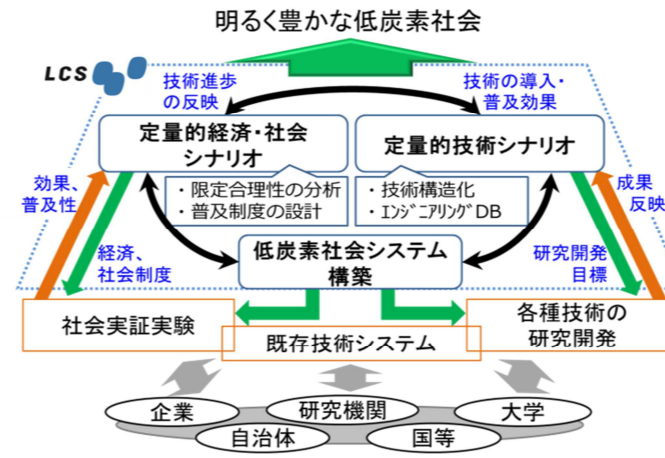 明るく豊かな低炭素社会
LCS
技術進歩
の反映
技術の導入・
普及効果
定量的経済・社会
シナリオ
定量的技術シナリオ
効果、
普及性
・限定合理性の分析
・普及制度の設計
・技術構造化
・ｴﾝｼﾞﾆｱﾘﾝｸﾞDB
成果
反映
経済、
社会制度
低炭素社会システム
構築
研究開発
目標
社会実証実験
既存技術システム
各種技術の
研究開発
企業
研究機関
大学
自治体
国等